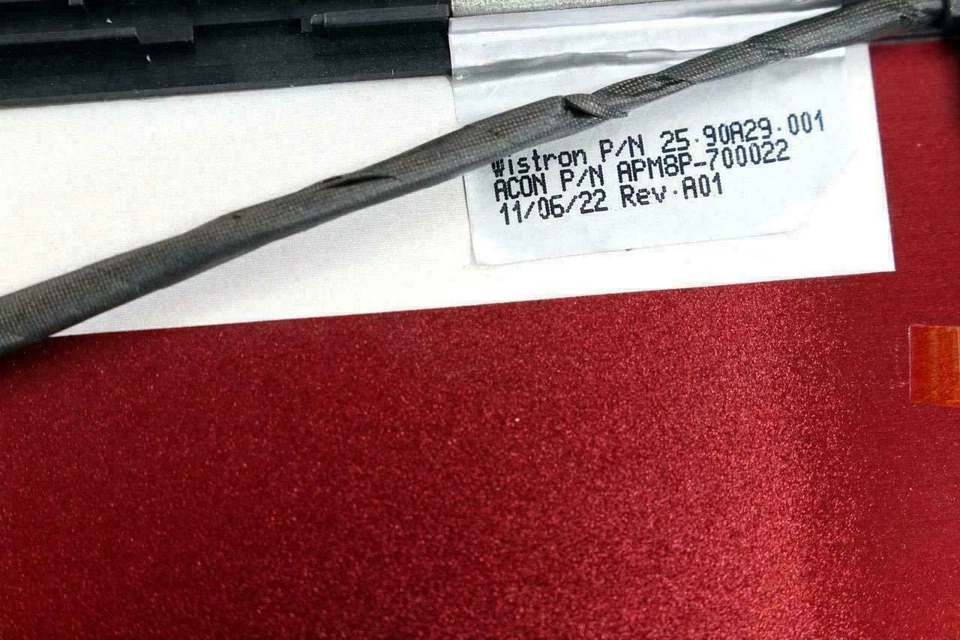 Wistron P/N 25.90A29.001
ACON P/N APM8P-700022
11/06/22 Rev.A01